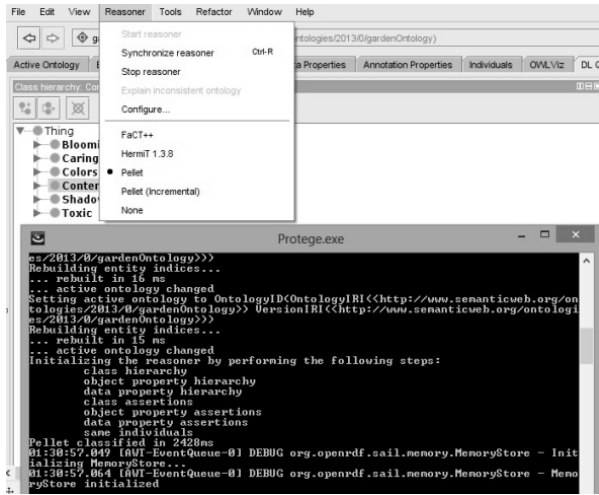 File Edit View Reasoner Tools Refactor Window Help
Start reasoner
ntologies/2013/0/gardenOntology)
Synchronize reasoner Ctrl-R
Active Ontology
a Properties Annotation Properties Individuals OWLViz DL
Stop reasoner
Class hierarchy:
Explain inconsistent ontology
Configure...
Thing
FaCT++
Bloomi
HermiT 1.3.8
Caring
Colors
Pellet
Conter
Pellet (Incremental)
Shado
Toxic
None
Protege.exe
es/2013/0/gardenOntology>>>
Rebuilding entity indices...
... rebuilt in 16 ms
... active ontology changed
Setting active ontology to OntologyID(OntologyIRI(<http://www.semanticweb.org/on
tologies/2013/0/gardenOntology>> VersionIRI(<http://www.semanticweb.org/ontologi
es/2013/0/gardenOntology>>>
Rebuilding entity indices...
... rebuilt in 15 ms
... active ontology changed
Initializing the reasoner by performing the following steps:
class hierarchy
object property hierarchy
data property hierarchy
class assertions
object property assertions
data property assertions
same individuals
Pellet classified in 2428ms
01:30:57.049 [AWT-EventQueue-0] DEBUG org.openrdf.sail.memory.MemoryStore - Init
ializing MemoryStore...
01:30:57.064 [AWT-EventQueue-0] DEBUG org.openrdf.sail.memory.MemoryStore - Memo
ryStore initialized